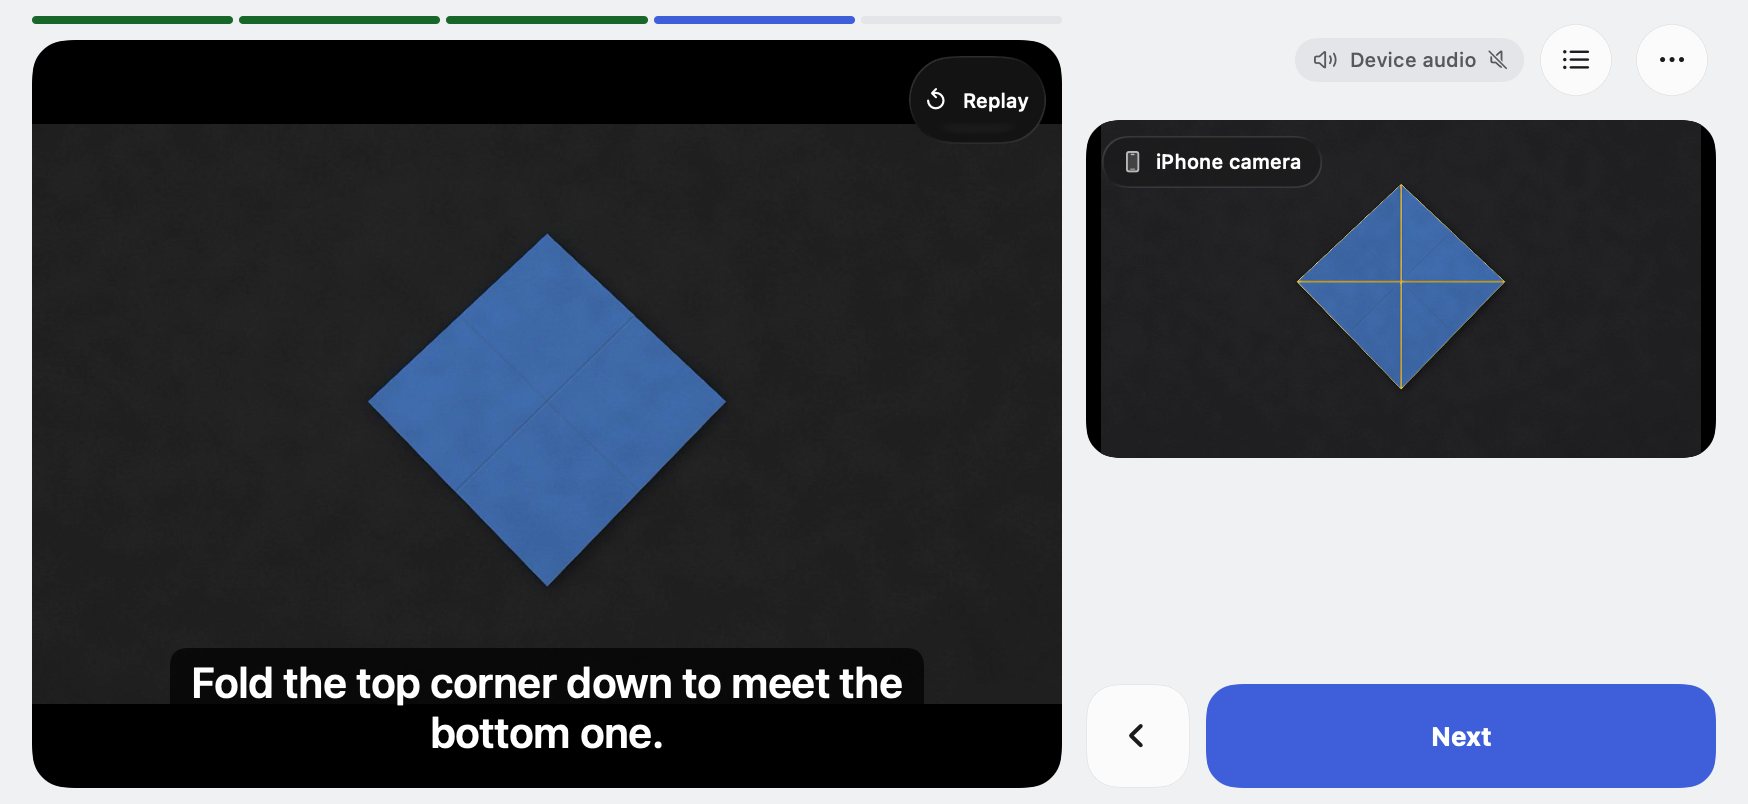 Replay
Fold the top corner down to meet the
bottom one.
Device audio
iPhone camera
Next